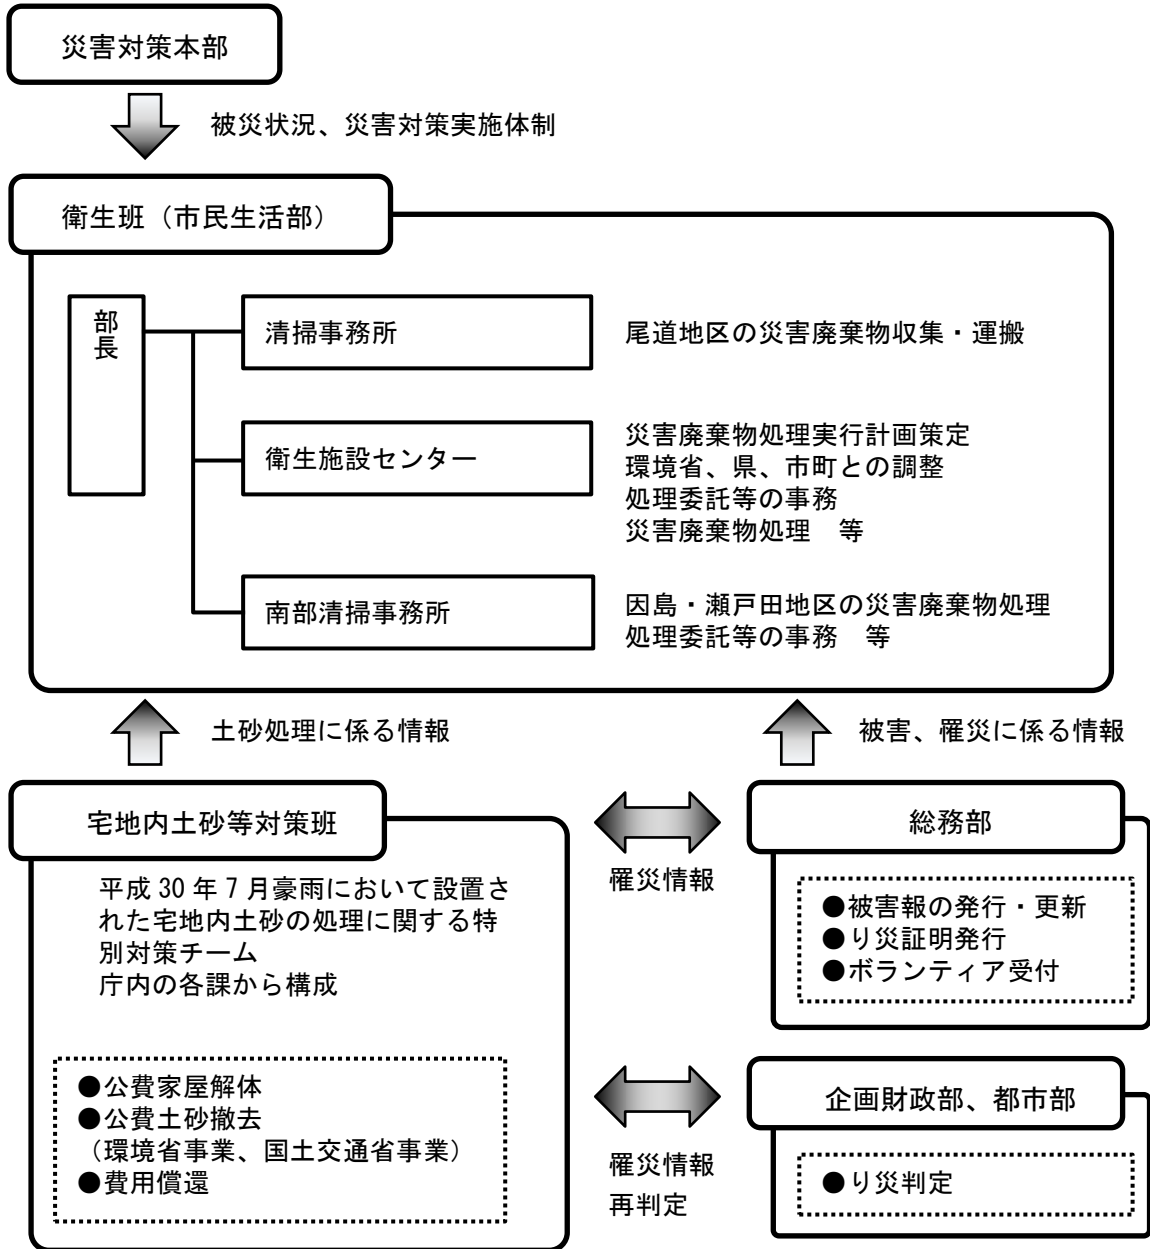 災害対策本部
被災状況、災害対策実施体制
衛生班（市民生活部）
部長
清掃事務所
尾道地区の災害廃棄物収集・運搬
衛生施設センター
災害廃棄物処理実行計画策定
環境省、県、市町との調整
処理委託等の事務
災害廃棄物処理　等
南部清掃事務所
因島・瀬戸田地区の災害廃棄物処理
処理委託等の事務　等
土砂処理に係る情報
被害、罹災に係る情報
宅地内土砂等対策班
平成 30 年 7 月豪雨において設置さ
れた宅地内土砂の処理に関する特
別対策チーム
庁内の各課から構成
●公費家屋解体
●公費土砂撤去
（環境省事業、国土交通省事業）
●費用償還
罹災情報
総務部
●被害報の発行・更新
●り災証明発行
●ボランティア受付
罹災情報
再判定
企画財政部、都市部
●り災判定